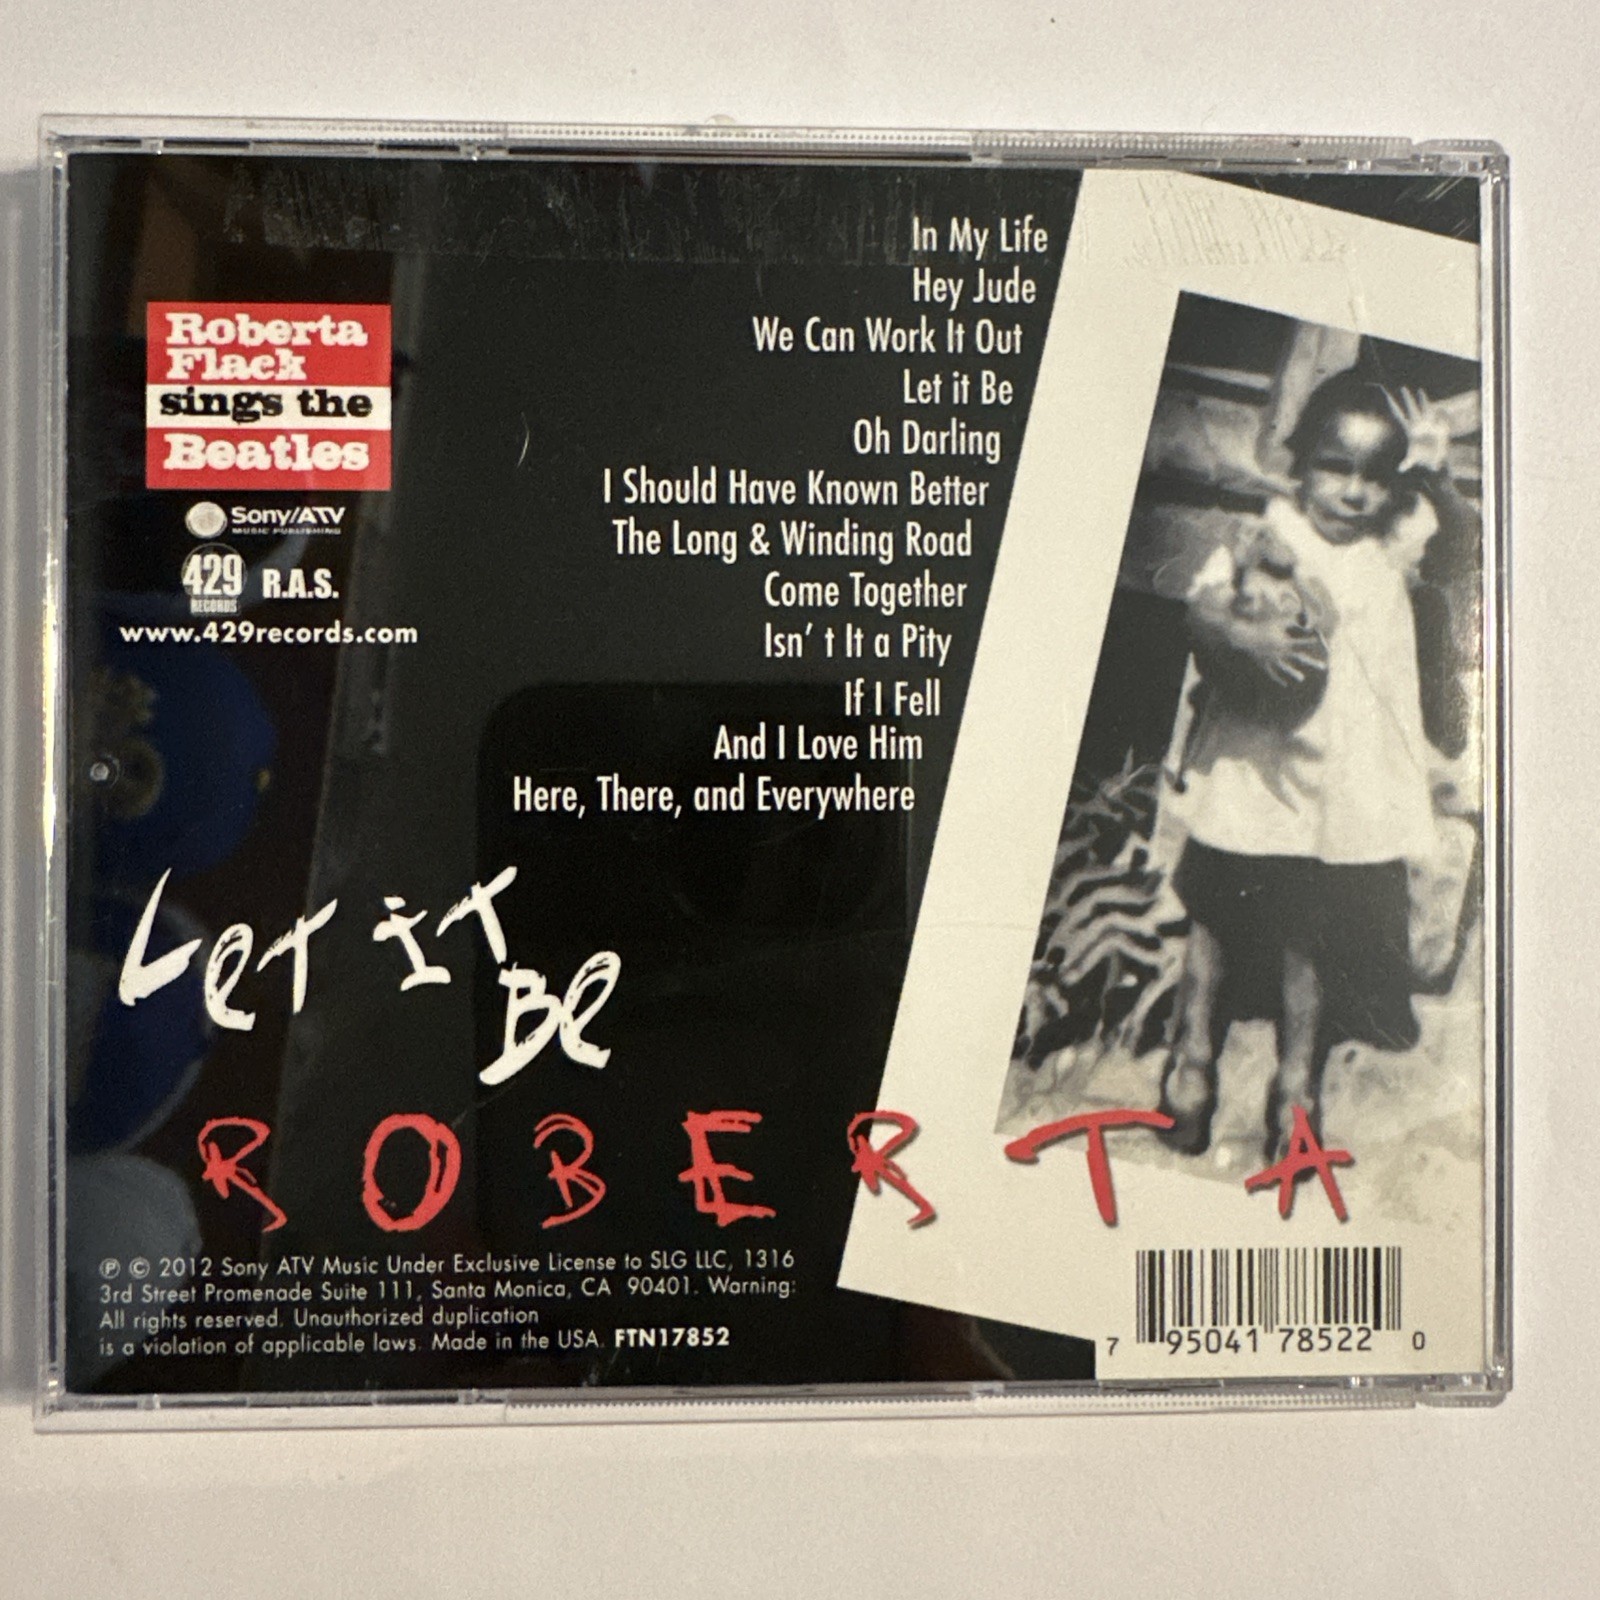 In My Life
Hey Jude
We Can Work It Out
Let it Be
Oh Darling
I Should Have Known Better
The Long & Winding Road
Come Together
Isn' t It a Pity
If I Fell
And I Love Him
Here, There, and Everywhere
Roberta
Flack
sings the
Beatles
Sony/ATV
MUSIC PUBLISHING
429
RECORDS
R.A.S.
www.429records.com
Let it
Be
ROBERTA
℗ © 2012 Sony ATV Music Under Exclusive License to SLG LLC, 1316
3rd Street Promenade Suite 111, Santa Monica, CA 90401. Warning:
All rights reserved. Unauthorized duplication
is a violation of applicable laws. Made in the USA. FTN17852
7 95041 78522 0